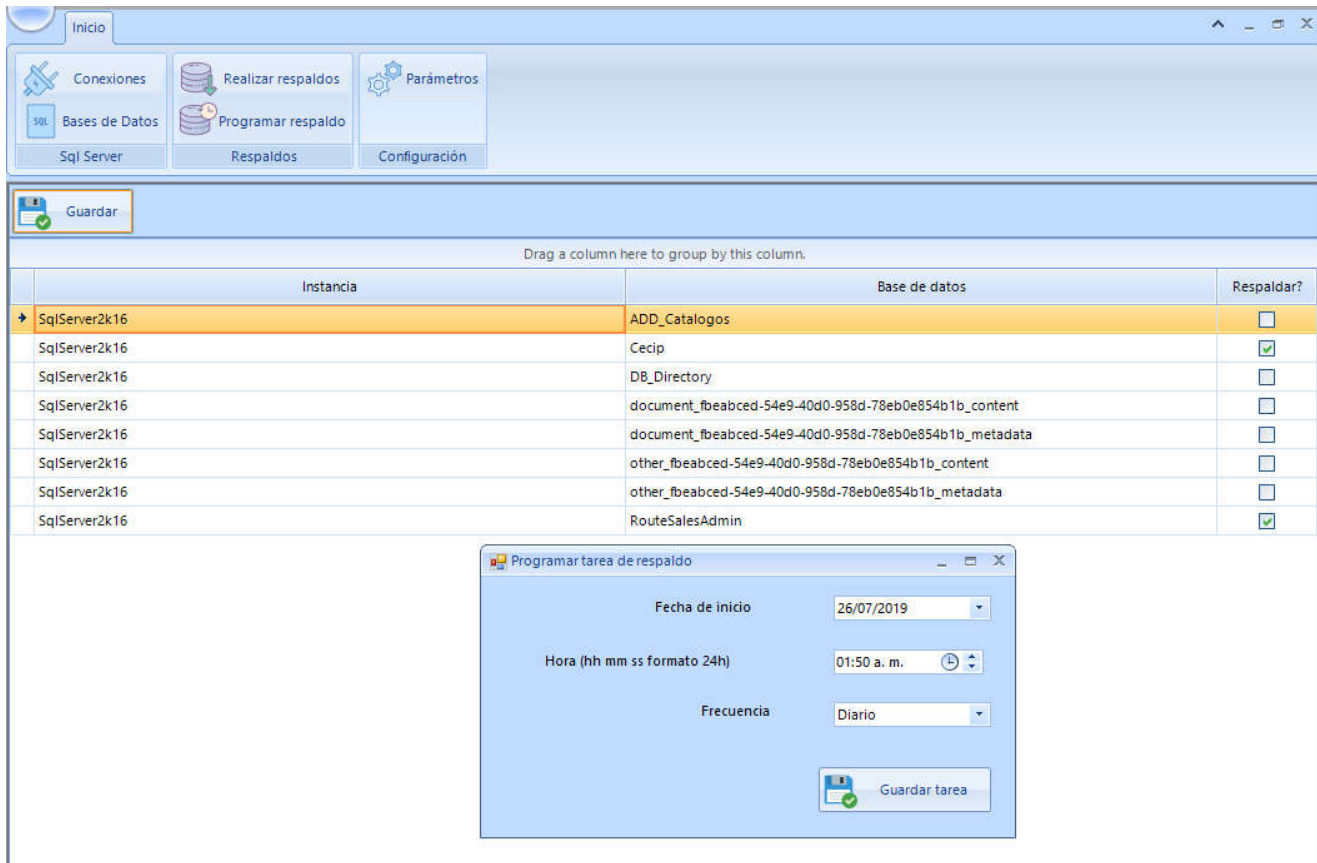 Inicio
Conexiones
Realizar respaldos
Parámetros
SQL Bases de Datos
Programar respaldo
Sql Server
Respaldos
Configuración
Guardar
Drag a column here to group by this column.
Instancia Base de datos Respaldar?
SqlServer2k16 ADD_Catalogos
SqlServer2k16 Cecip
SqlServer2k16 DB_Directory
SqlServer2k16 document_fbeabced-54e9-40d0-958d-78eb0e854b1b_content
SqlServer2k16 document_fbeabced-54e9-40d0-958d-78eb0e854b1b_metadata
SqlServer2k16 other_fbeabced-54e9-40d0-958d-78eb0e854b1b_content
SqlServer2k16 other_fbeabced-54e9-40d0-958d-78eb0e854b1b_metadata
SqlServer2k16 RouteSalesAdmin
Programar tarea de respaldo
Fecha de inicio 26/07/2019
Hora (hh mm ss formato 24h) 01:50 a. m.
Frecuencia Diario
Guardar tarea